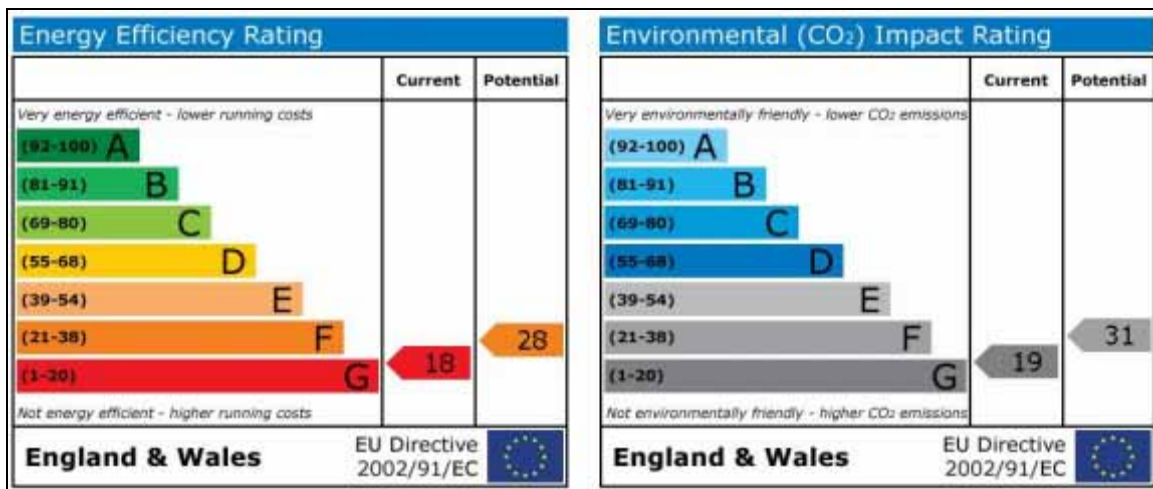 Energy Efficiency Rating
Current Potential
Very energy efficient - lower running costs
(92-100) A
(81-91) B
(69-80) C
(55-68) D
(39-54) E
(21-38) F
28
(1-20) G
18
Not energy efficient - higher running costs
England & Wales
EU Directive
2002/91/EC
Environmental (CO₂) Impact Rating
Current Potential
Very environmentally friendly - lower CO₂ emissions
(92-100) A
(81-91) B
(69-80) C
(55-68) D
(39-54) E
(21-38) F
31
(1-20) G
19
Not environmentally friendly - higher CO₂ emissions
England & Wales
EU Directive
2002/91/EC